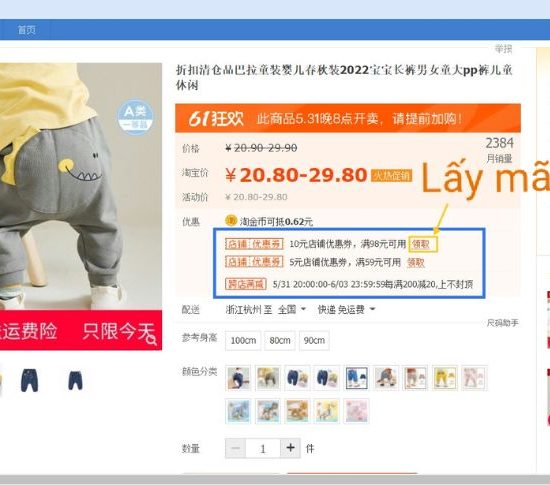 首页
举报
折扣清仓品巴拉童装婴儿春秋装2022宝宝长裤男女童大pp裤儿童
休闲
A类
一等品
61狂欢 此商品5.31晚8点开卖，请提前加购！
价格 ¥ 20.90-29.90
2384
月销量
淘宝价 ¥ 20.80-29.80 火热促销
Lấy mã
活动价 ¥ 20.80-29.80
优惠 淘 淘金币可抵0.62元
店铺优惠券 10元店铺优惠券，满98元可用 领取
店铺优惠券 5元店铺优惠券，满59元可用 领取
跨店满减 5/31 20:00:00-6/03 23:59:59每满200减20,上不封顶
配送 浙江杭州 至 全国 快递 免运费
运费险 只限今天
尺码助手
参考身高 100cm 80cm 90cm
颜色分类
数量 − 1 + 件